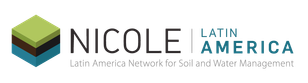 NICOLE
LATIN
AMERICA
Latin America Network for Soil and Water Management